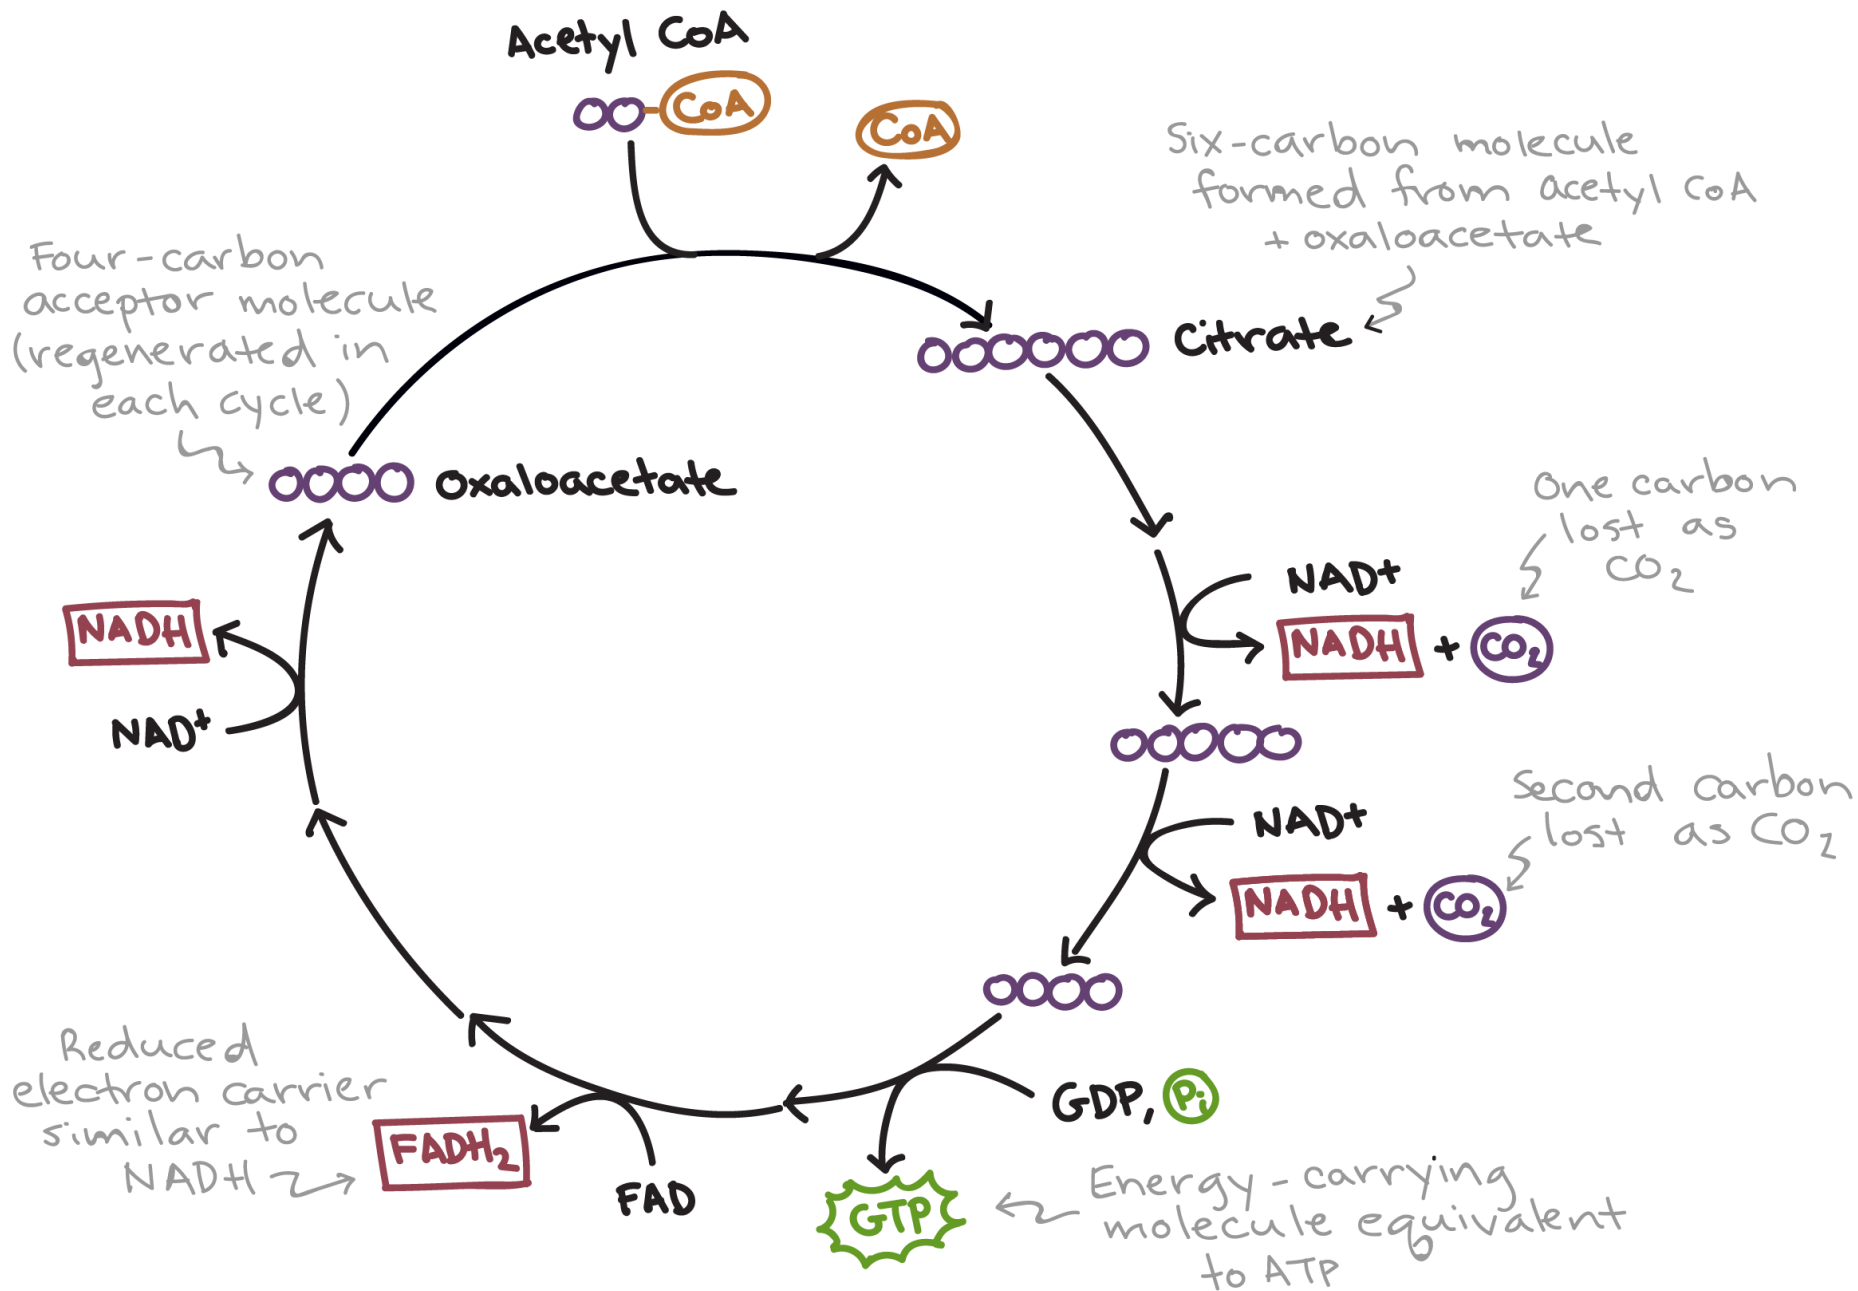 Acetyl CoA
CoA
CoA
Six-carbon molecule
formed from acetyl CoA
+ oxaloacetate
Four-carbon
acceptor molecule
(regenerated in
each cycle)
Citrate
Oxaloacetate
One carbon
lost as
CO2
NAD+
NADH + CO2
NADH
NAD+
Second carbon
lost as CO2
NAD+
NADH + CO2
Reduced
electron carrier
similar to
NADH
FADH2
FAD
GDP, Pi
GTP
Energy-carrying
molecule equivalent
to ATP